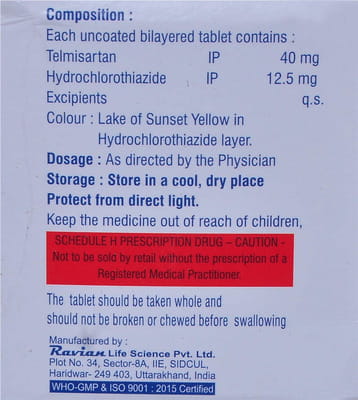 Composition :
Each uncoated bilayered tablet contains :
Telmisartan IP 40 mg
Hydrochlorothiazide IP 12.5 mg
Excipients q.s.
Colour : Lake of Sunset Yellow in
Hydrochlorothiazide layer.
Dosage : As directed by the Physician
Storage : Store in a cool, dry place
Protect from direct light.
Keep the medicine out of reach of children,
SCHEDULE H PRESCRIPTION DRUG – CAUTION -
Not to be solo by retail without the prescription of a
Registered Medical Practitioner.
The tablet should be taken whole and
should not be broken or chewed before swallowing
Manufactured by :
Ravian Life Science Pvt. Ltd.
Plot No. 34, Sector-8A, IIE, SIDCUL,
Haridwar- 249 403, Uttarakhand, India
WHO-GMP & ISO 9001 : 2015 Certified